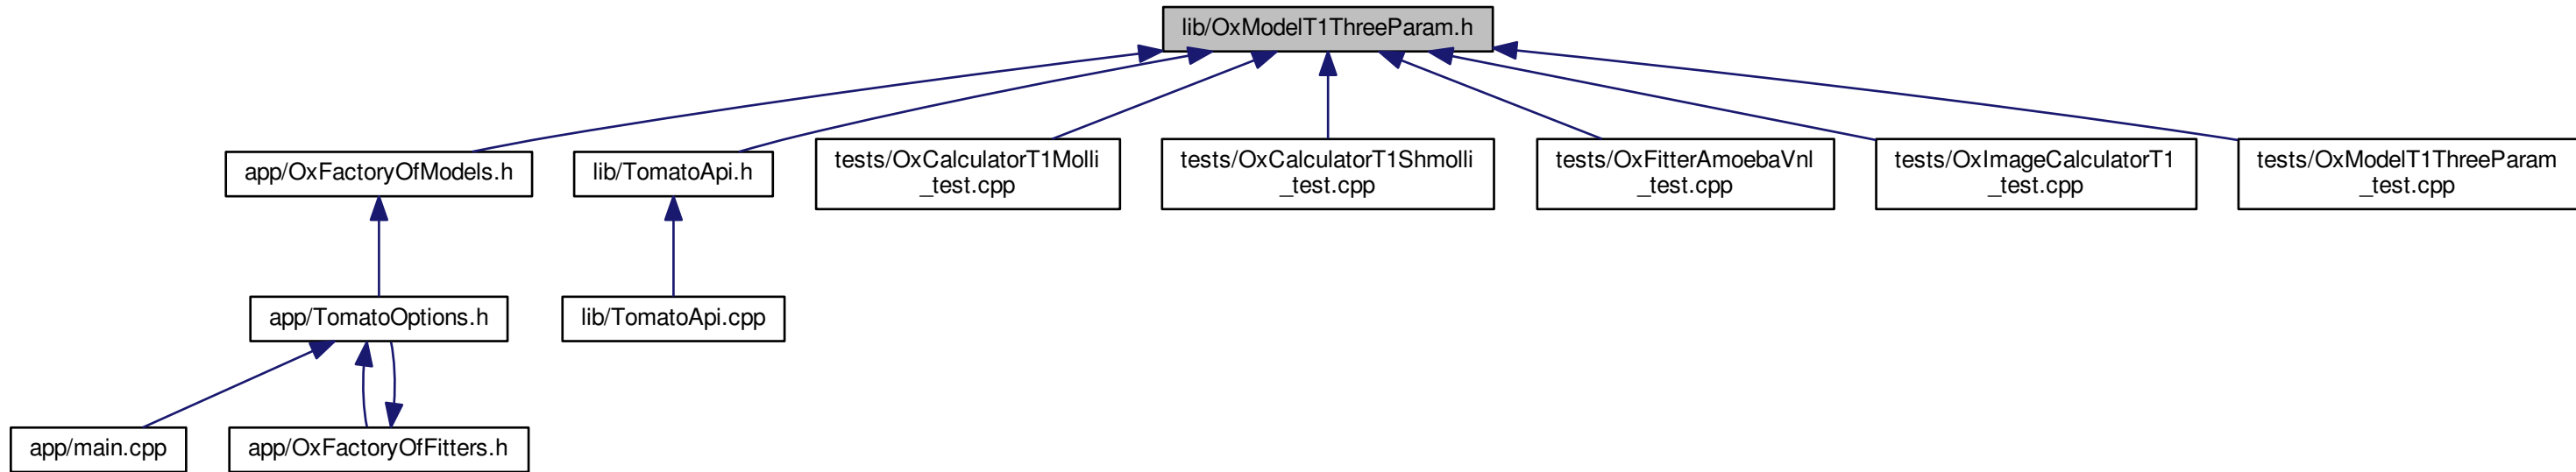 lib/OxModelT1ThreeParam.h
app/OxFactoryOfModels.h
lib/TomatoApi.h
tests/OxCalculatorT1Molli
_test.cpp
tests/OxCalculatorT1Shmolli
_test.cpp
tests/OxFitterAmoebaVnl
_test.cpp
tests/OxImageCalculatorT1
_test.cpp
tests/OxModelT1ThreeParam
_test.cpp
app/TomatoOptions.h
lib/TomatoApi.cpp
app/main.cpp
app/OxFactoryOfFitters.h